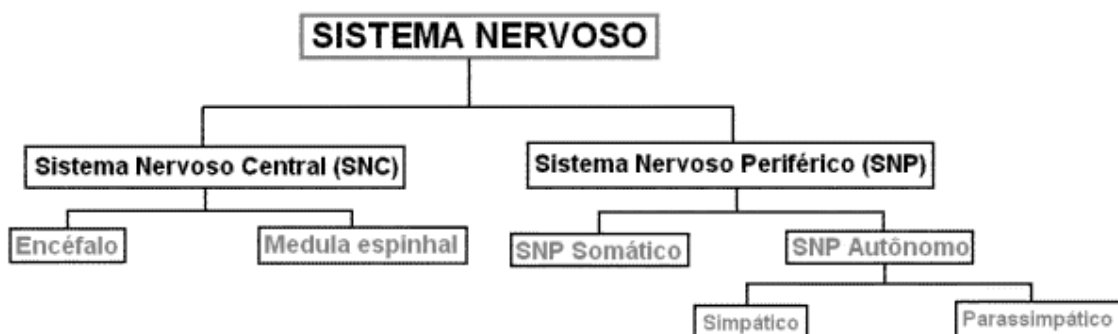 SISTEMA NERVOSO
Sistema Nervoso Central (SNC)
Sistema Nervoso Periférico (SNP)
Encéfalo
Medula espinhal
SNP Somático
SNP Autônomo
Simpático
Parassimpático